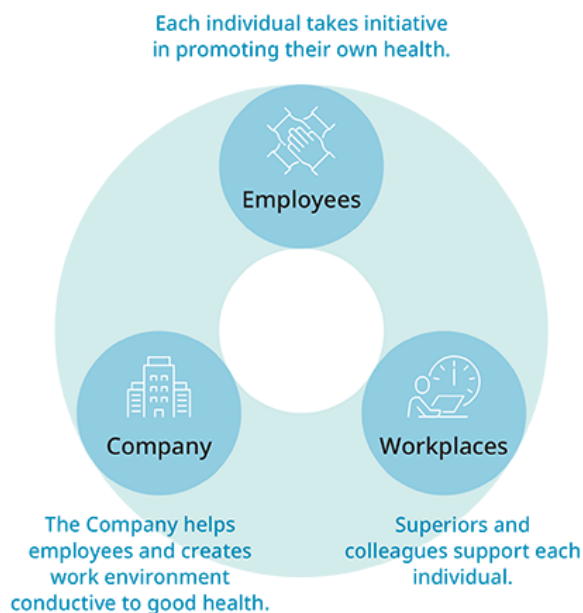 Each individual takes initiative
in promoting their own health.
Employees
Company
Workplaces
The Company helps
employees and creates
work environment
conductive to good health.
Superiors and
colleagues support each
individual.